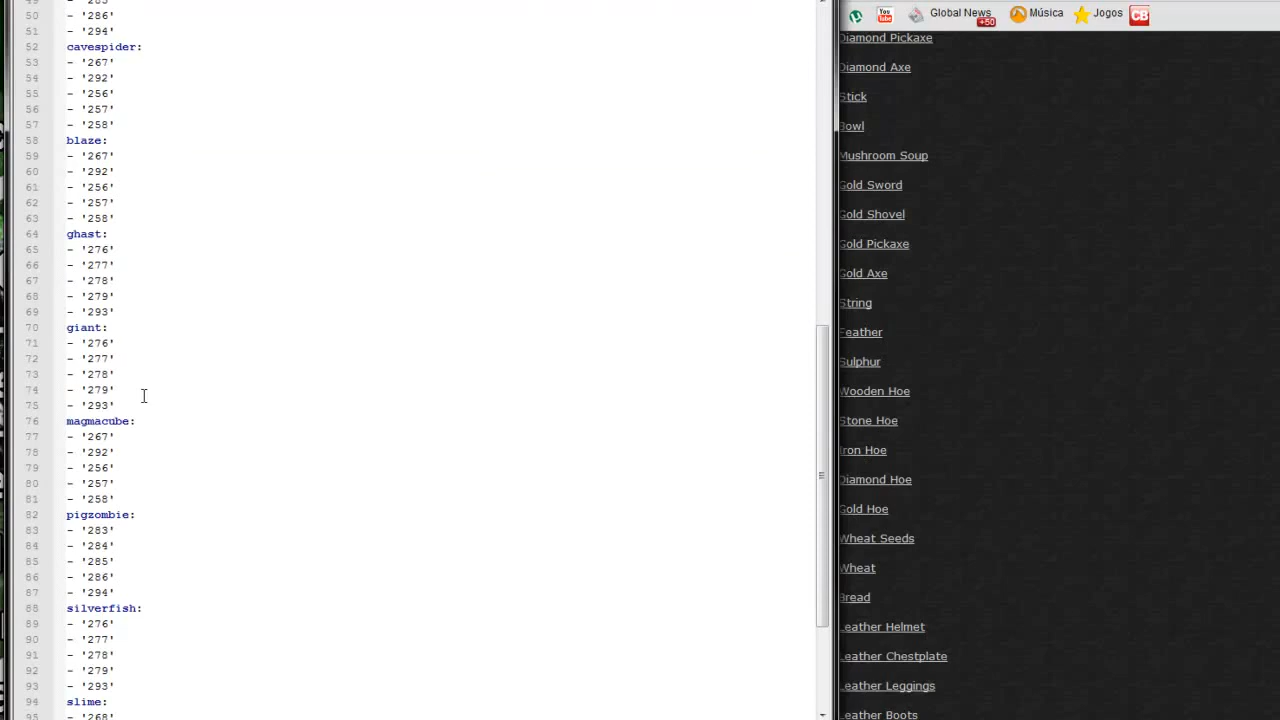 49 - '285'
50 - '286'
51 - '294'
52 cavespider:
53 - '267'
54 - '292'
55 - '256'
56 - '257'
57 - '258'
58 blaze:
59 - '267'
60 - '292'
61 - '256'
62 - '257'
63 - '258'
64 ghast:
65 - '276'
66 - '277'
67 - '278'
68 - '279'
69 - '293'
70 giant:
71 - '276'
72 - '277'
73 - '278'
74 - '279'
75 - '293'
76 magmacube:
77 - '267'
78 - '292'
79 - '256'
80 - '257'
81 - '258'
82 pigzombie:
83 - '283'
84 - '284'
85 - '285'
86 - '286'
87 - '294'
88 silverfish:
89 - '276'
90 - '277'
91 - '278'
92 - '279'
93 - '293'
94 slime:
95 - '268'
You Tube
Global News
+50
Música
Jogos
CB
Diamond Pickaxe
Diamond Axe
Stick
Bowl
Mushroom Soup
Gold Sword
Gold Shovel
Gold Pickaxe
Gold Axe
String
Feather
Sulphur
Wooden Hoe
Stone Hoe
Iron Hoe
Diamond Hoe
Gold Hoe
Wheat Seeds
Wheat
Bread
Leather Helmet
Leather Chestplate
Leather Leggings
Leather Boots